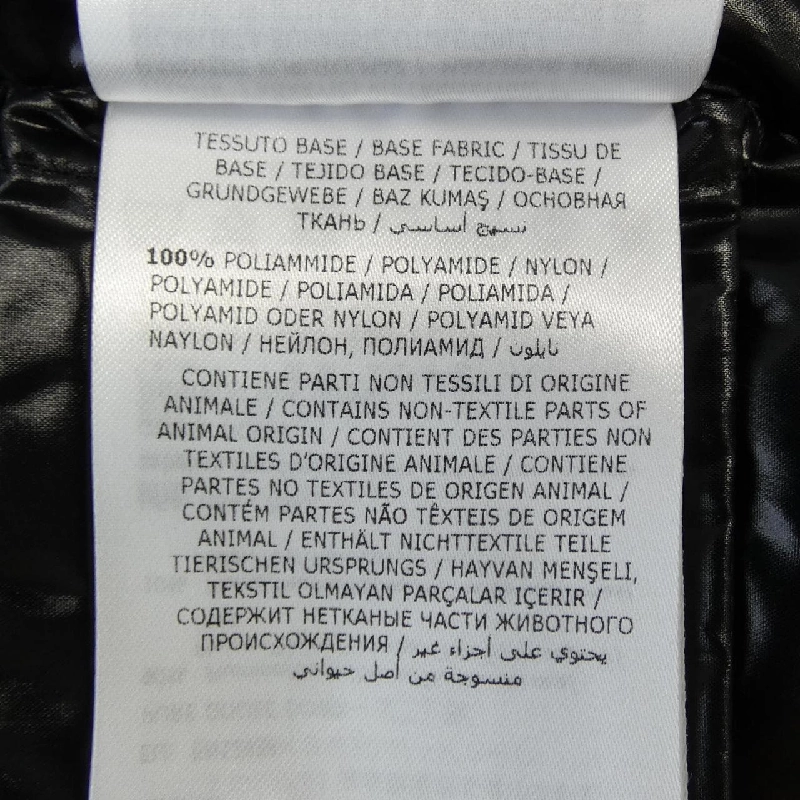 TESSUTO BASE / BASE FABRIC / TISSU DE
BASE / TEJIDO BASE / TECIDO-BASE /
GRUNDGEWEBE / BAZ KUMAŞ / ОСНОВНАЯ
ТКАНЬ / نسيج أساسي
100% POLIAMMIDE / POLYAMIDE / NYLON /
POLYAMIDE / POLIAMIDA / POLIAMIDA /
POLYAMID ODER NYLON / POLYAMID VEYA
NAYLON / НЕЙЛОН, ПОЛИАМИД / نايلون
CONTIENE PARTI NON TESSILI DI ORIGINE
ANIMALE / CONTAINS NON-TEXTILE PARTS OF
ANIMAL ORIGIN / CONTIENT DES PARTIES NON
TEXTILES D'ORIGINE ANIMALE / CONTIENE
PARTES NO TEXTILES DE ORIGEN ANIMAL /
CONTÉM PARTES NÃO TÊXTEIS DE ORIGEM
ANIMAL / ENTHÄLT NICHTTEXTILE TEILE
TIERISCHEN URSPRUNGS / HAYVAN MENŞELİ,
TEKSTIL OLMAYAN PARÇALAR IÇERIR /
СОДЕРЖИТ НЕТКАНЫЕ ЧАСТИ ЖИВОТНОГО
ПРОИСХОЖДЕНИЯ / يحتوي على أجزاء غير
منسوجة من أصل حيواني